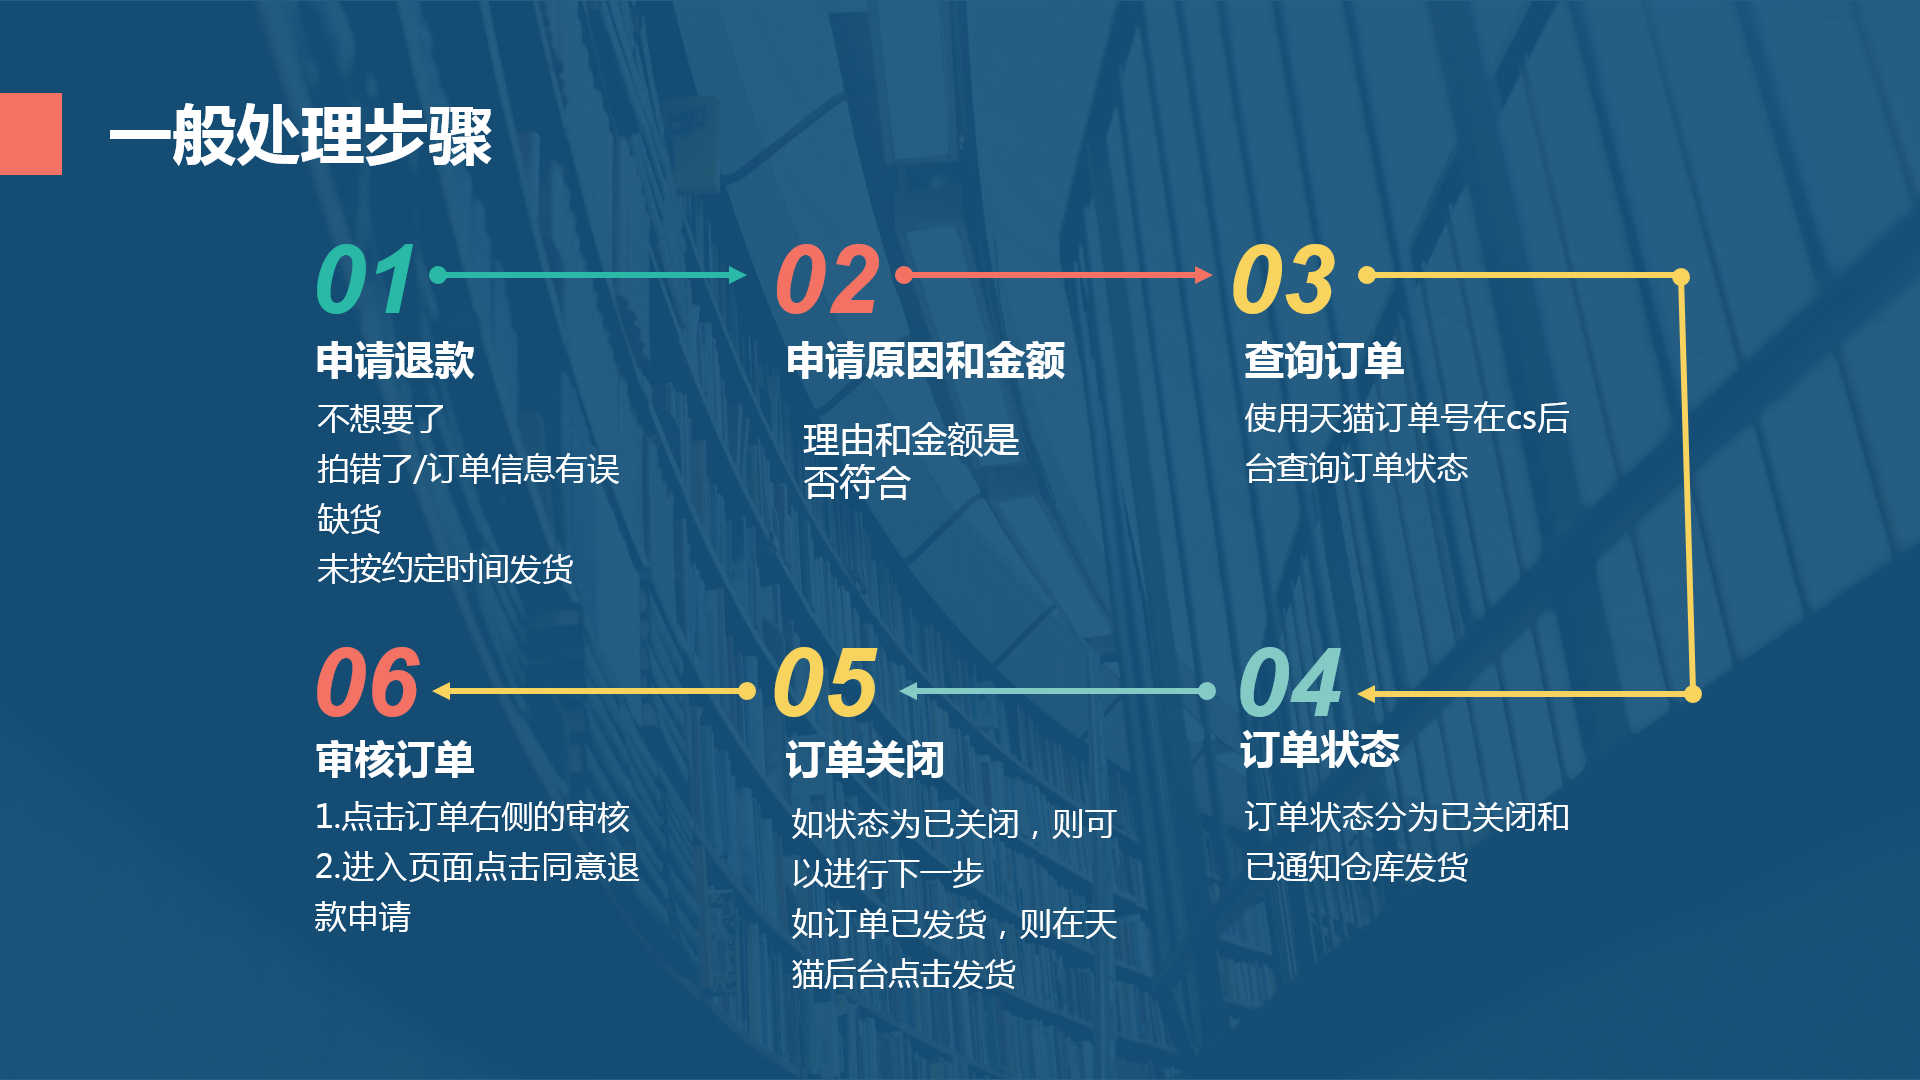 一般处理步骤
01
申请退款
不想要了
拍错了/订单信息有误
缺货
未按约定时间发货
02
申请原因和金额
理由和金额是
否符合
03
查询订单
使用天猫订单号在cs后
台查询订单状态
04
订单状态
订单状态分为已关闭和
已通知仓库发货
05
订单关闭
如状态为已关闭，则可
以进行下一步
如订单已发货，则在天
猫后台点击发货
06
审核订单
1.点击订单右侧的审核
2.进入页面点击同意退
款申请